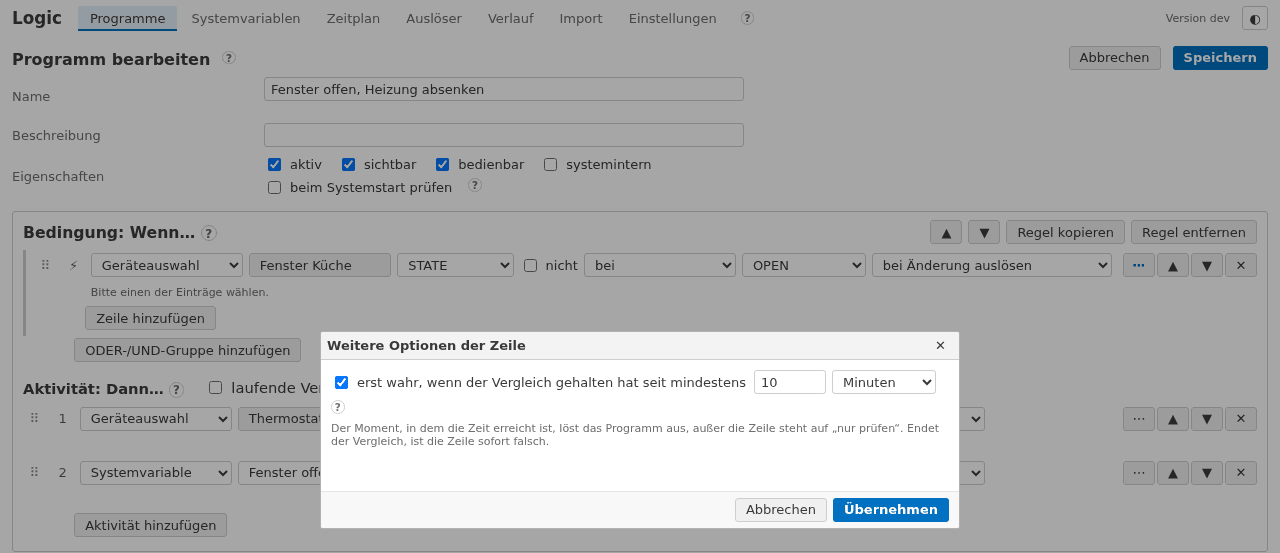 Logic Programme Systemvariablen Zeitplan Auslöser Verlauf Import Einstellungen ? Version dev
Programm bearbeiten ? Abbrechen Speichern
Name Fenster offen, Heizung absenken
Beschreibung
Eigenschaften aktiv sichtbar bedienbar systemintern
beim Systemstart prüfen ?
Bedingung: Wenn… ? ▲ ▼ Regel kopieren Regel entfernen
Geräteauswahl Fenster Küche STATE nicht bei OPEN bei Änderung auslösen ··· ▲ ▼ ✕
Bitte einen der Einträge wählen.
Zeile hinzufügen
ODER-/UND-Gruppe hinzufügen
Weitere Optionen der Zeile ✕
erst wahr, wenn der Vergleich gehalten hat seit mindestens 10 Minuten
?
Der Moment, in dem die Zeit erreicht ist, löst das Programm aus, außer die Zeile steht auf „nur prüfen“. Endet
der Vergleich, ist die Zeile sofort falsch.
Abbrechen Übernehmen
Aktivität: Dann… ? laufende
1 Geräteauswahl ··· ▲ ▼ ✕
2 Systemvariable Fenster ··· ▲ ▼ ✕
Aktivität hinzufügen